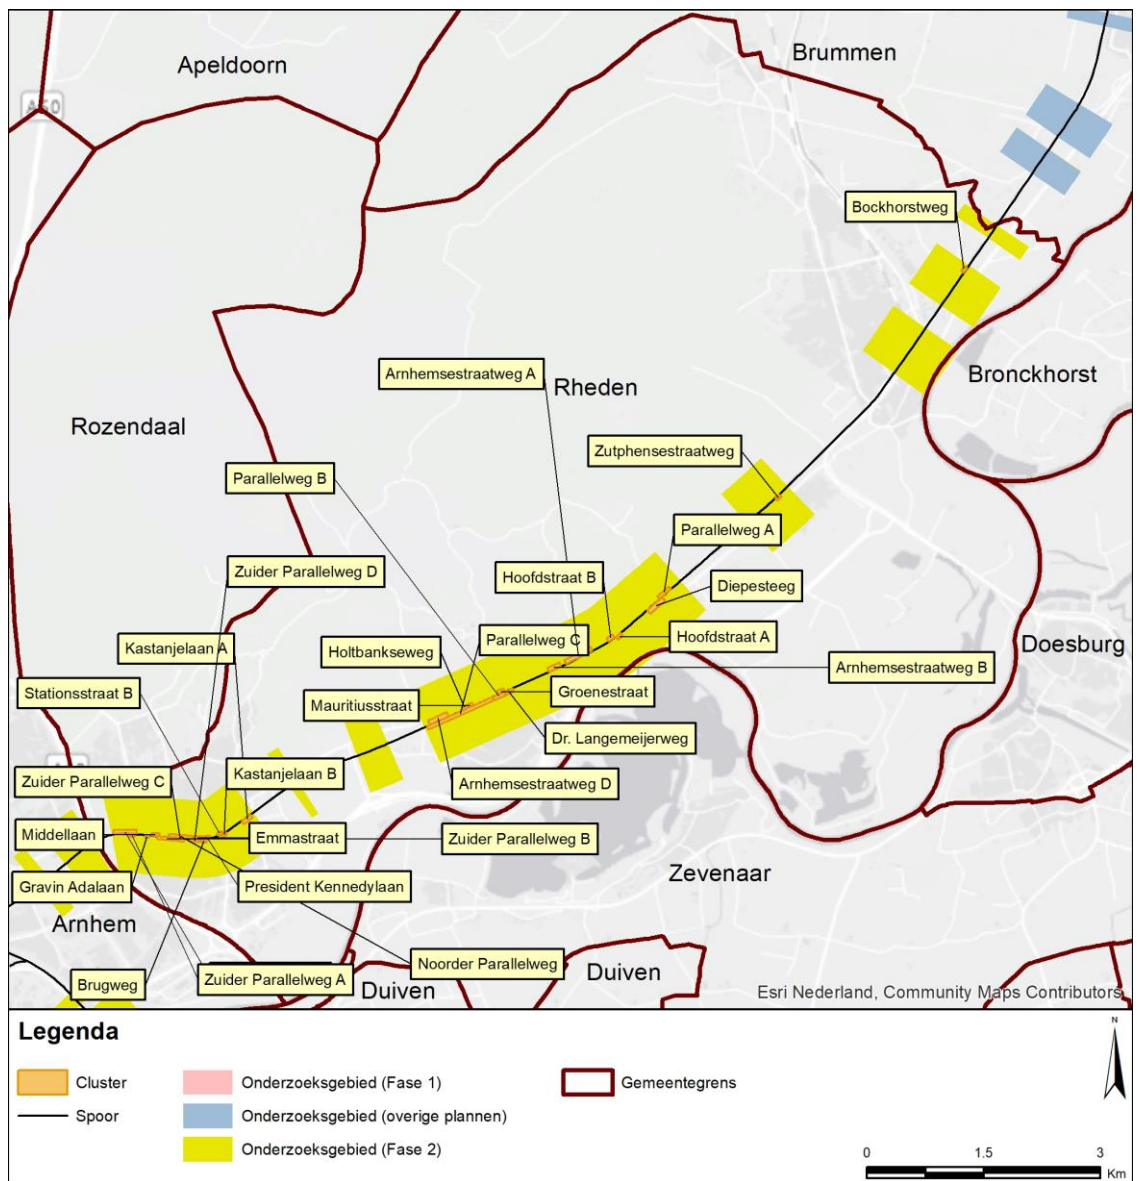 Apeldoorn
Brummen
A50
Bockhorstweg
Arnhemsestraatweg A
Rheden
Bronckhorst
Rozendaal
Zutphensestraatweg
Parallelweg B
Parallelweg A
Zuider Parallelweg D
Hoofdstraat B
Diepesteeg
Kastanjelaan A
Parallelweg C
Hoofdstraat A
Holtbankseweg
Doesburg
Arnhemsestraatweg B
Stationsstraat B
Groenestraat
Mauritiusstraat
Dr. Langemeijerweg
Kastanjelaan B
Zuider Parallelweg C
Arnhemsestraatweg D
Middellaan
Emmastraat
Zuider Parallelweg B
Zevenaar
Gravin Adalaan
President Kennedylaan
Arnhem
Noorder Parallelweg
Duiven
Brugweg
Zuider Parallelweg A
Duiven
Esri Nederland, Community Maps Contributors
Legenda
N
Cluster
Onderzoeksgebied (Fase 1)
Gemeentegrens
Spoor
Onderzoeksgebied (overige plannen)
Onderzoeksgebied (Fase 2)
0 1.5 3
Km